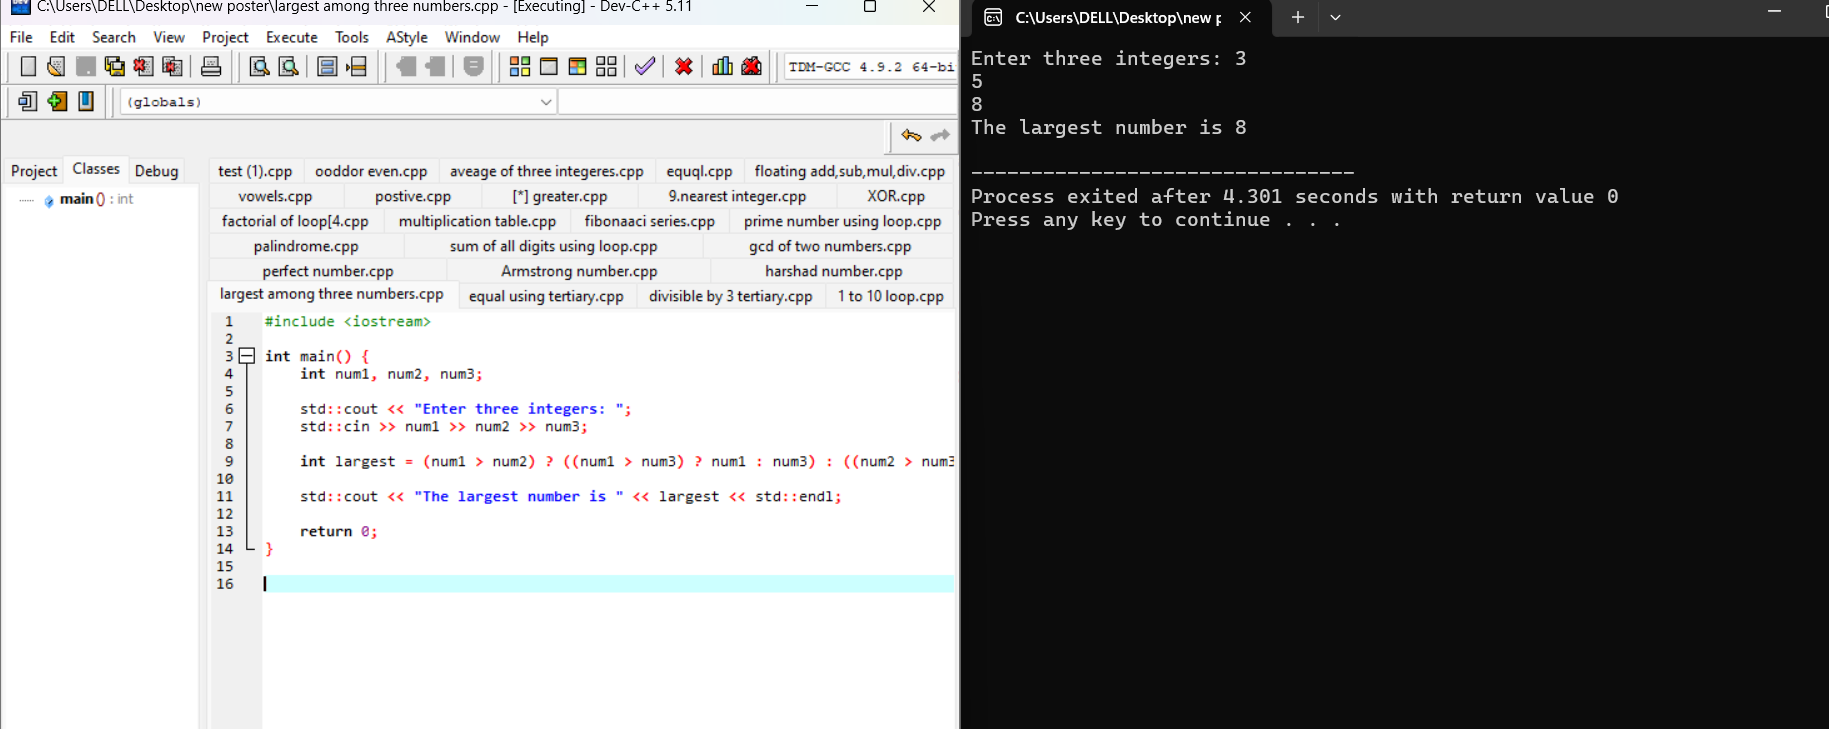 C:\Users\DELL\Desktop\new poster\largest among three numbers.cpp - [Executing] - Dev-C++ 5.11
File Edit Search View Project Execute Tools AStyle Window Help
TDM-GCC 4.9.2 64-bi
(globals)
Project Classes Debug
main () : int
test (1).cpp ooddor even.cpp aveage of three integeres.cpp equql.cpp floating add,sub,mul,div.cpp
vowels.cpp postive.cpp [*] greater.cpp 9.nearest integer.cpp XOR.cpp
factorial of loop[4.cpp multiplication table.cpp fibonaaci series.cpp prime number using loop.cpp
palindrome.cpp sum of all digits using loop.cpp gcd of two numbers.cpp
perfect number.cpp Armstrong number.cpp harshad number.cpp
largest among three numbers.cpp equal using tertiary.cpp divisible by 3 tertiary.cpp 1 to 10 loop.cpp
1 #include <iostream>
2
3 int main() {
4 int num1, num2, num3;
5
6 std::cout << "Enter three integers: ";
7 std::cin >> num1 >> num2 >> num3;
8
9 int largest = (num1 > num2) ? ((num1 > num3) ? num1 : num3) : ((num2 > num3
10
11 std::cout << "The largest number is " << largest << std::endl;
12
13 return 0;
14 }
15
16
C:\Users\DELL\Desktop\new p
Enter three integers: 3
5
8
The largest number is 8
--------------------------------
Process exited after 4.301 seconds with return value 0
Press any key to continue . . .